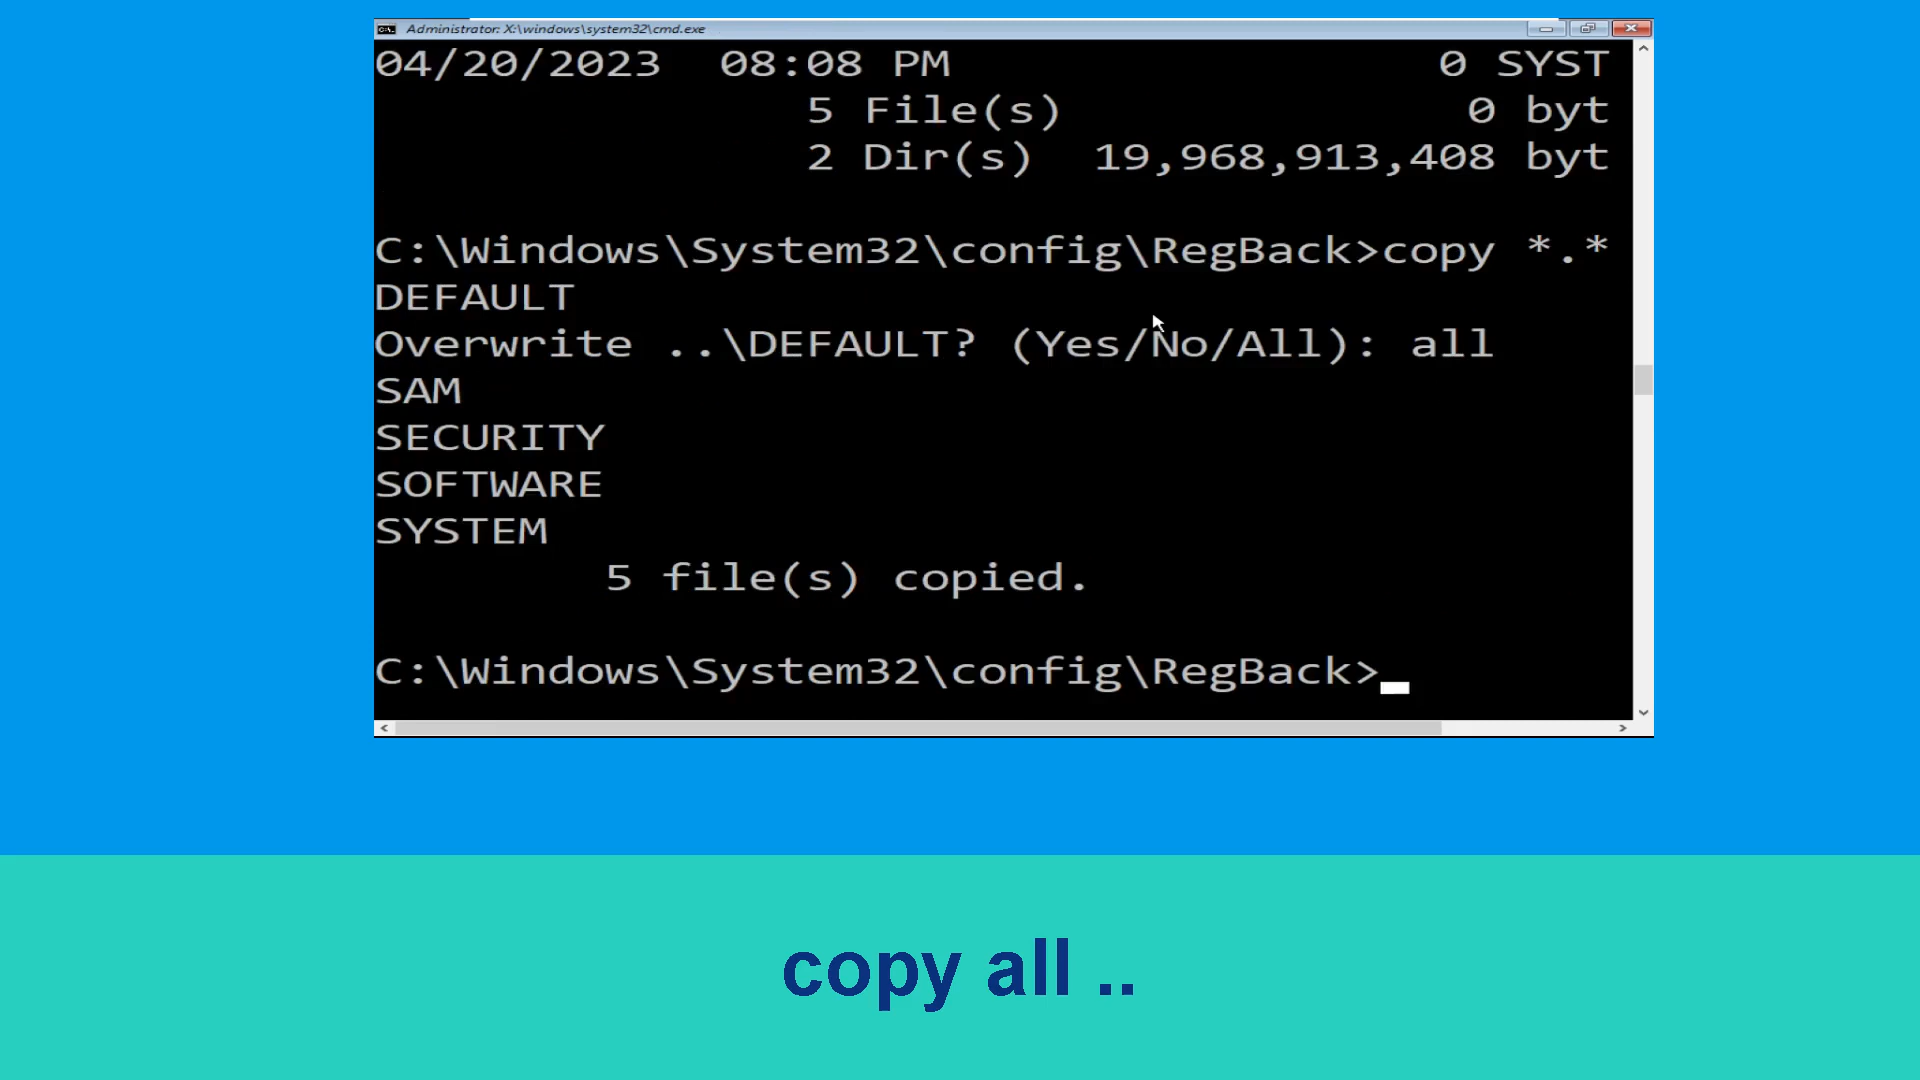 Administrator: X:\windows\system32\cmd.exe
04/20/2023 08:08 PM 0 SYST
5 File(s) 0 byt
2 Dir(s) 19,968,913,408 byt
C:\Windows\System32\config\RegBack>copy *.*
DEFAULT
Overwrite ..\DEFAULT? (Yes/No/All): all
SAM
SECURITY
SOFTWARE
SYSTEM
5 file(s) copied.
C:\Windows\System32\config\RegBack>
copy all ..